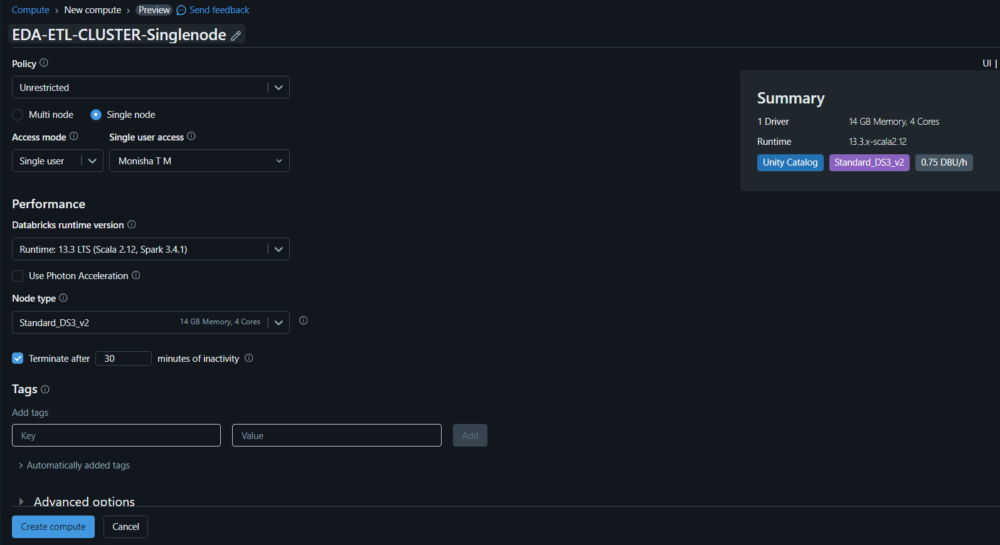 Compute > New compute > Preview Send feedback
EDA-ETL-CLUSTER-Singlenode
Policy
UI |
Unrestricted
Multi node Single node
Access mode Single user access
Single user Monisha T M
Summary
1 Driver 14 GB Memory, 4 Cores
Runtime 13.3.x-scala2.12
Unity Catalog Standard_DS3_v2 0.75 DBU/h
Performance
Databricks runtime version
Runtime: 13.3 LTS (Scala 2.12, Spark 3.4.1)
Use Photon Acceleration
Node type
Standard_DS3_v2 14 GB Memory, 4 Cores
Terminate after 30 minutes of inactivity
Tags
Add tags
Key Value Add
Automatically added tags
Advanced options
Create compute Cancel